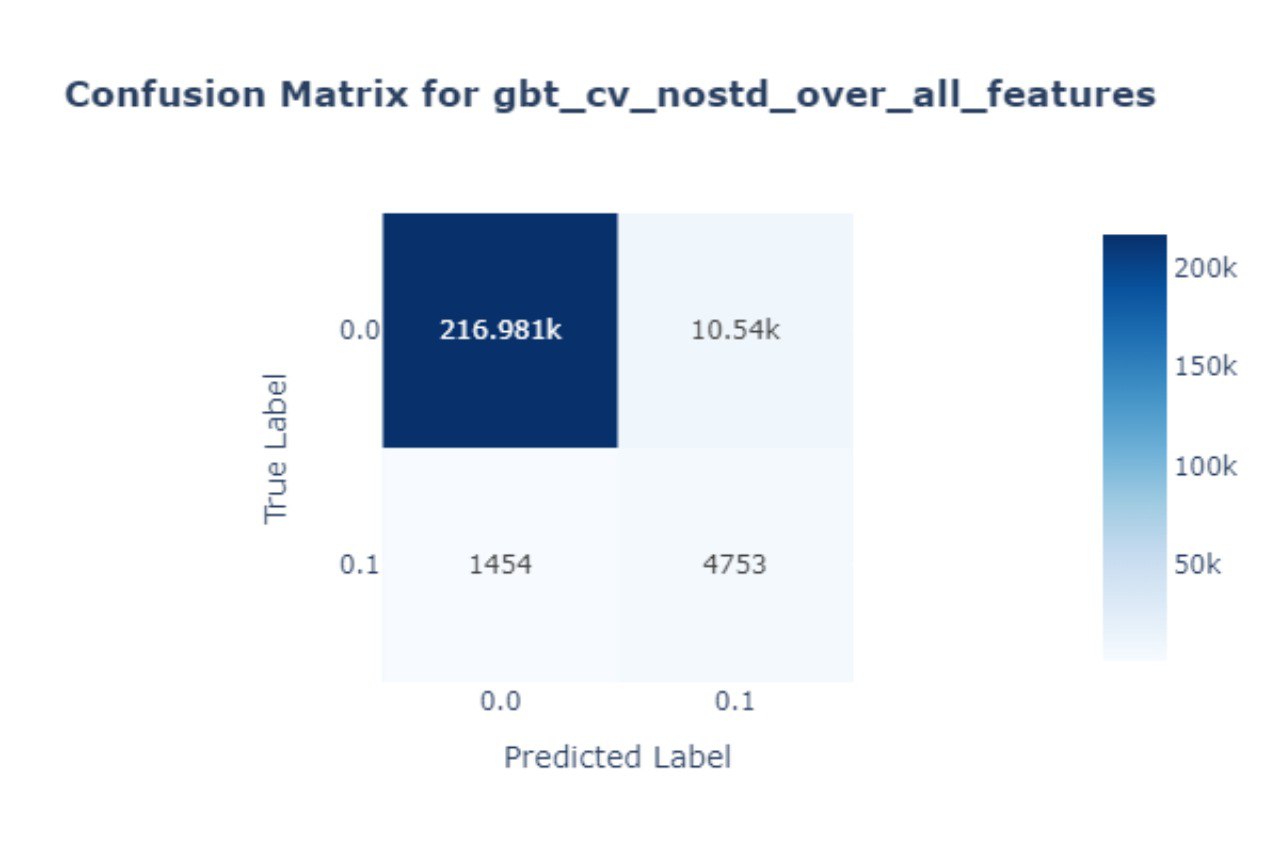 Confusion Matrix for gbt_cv_nostd_over_all_features
True Label
0.0
216.981k
10.54k
0.1
1454
4753
0.0
0.1
Predicted Label
200k
150k
100k
50k